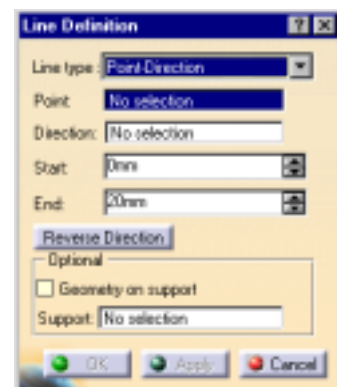 Line Definition
Line type : Point-Direction
Point: No selection
Direction: No selection
Start: 0mm
End: 20mm
Reverse Direction
Optional
Geometry on support
Support: No selection
OK Apply Cancel